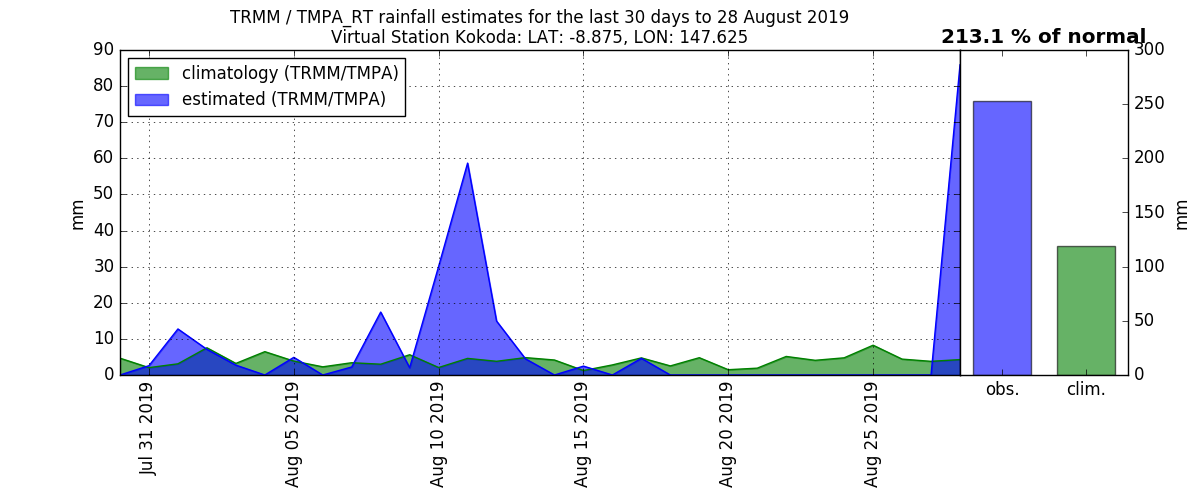 TRMM / TMPA_RT rainfall estimates for the last 30 days to 28 August 2019
Virtual Station Kokoda: LAT: -8.875, LON: 147.625
213.1 % of normal
climatology (TRMM/TMPA)
estimated (TRMM/TMPA)
90
80
70
60
50
40
30
20
10
0
mm
Jul 31 2019
Aug 05 2019
Aug 10 2019
Aug 15 2019
Aug 20 2019
Aug 25 2019
300
250
200
150
100
50
0
mm
obs.
clim.